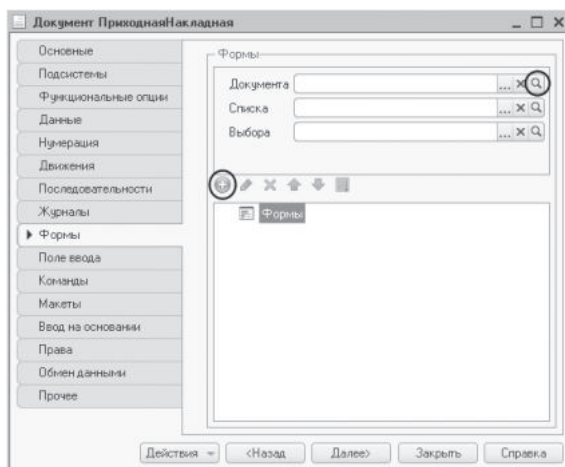 Документ ПриходнаяНакладная
Основные
Подсистемы
Функциональные опции
Данные
Нумерация
Движения
Последовательности
Журналы
Формы
Поле ввода
Команды
Макеты
Ввод на основании
Права
Обмен данными
Прочее
Формы
Документа
Списка
Выбора
Формы
Действия
<Назад
Далее>
Закрыть
Справка